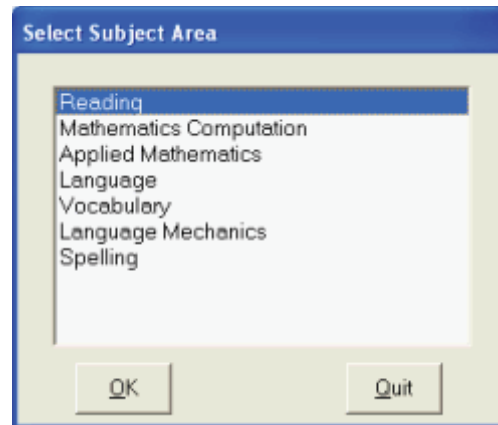 Select Subject Area
Reading
Mathematics Computation
Applied Mathematics
Language
Vocabulary
Language Mechanics
Spelling
OK
Quit